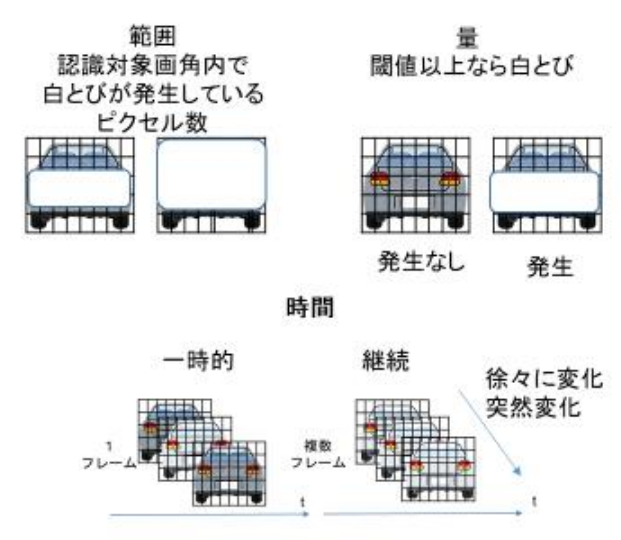 範囲
認識対象画角内で
白とびが発生している
ピクセル数
量
閾値以上なら白とび
発生なし
発生
時間
一時的
1
フレーム
t
継続
複数
フレーム
徐々に変化
突然変化
t